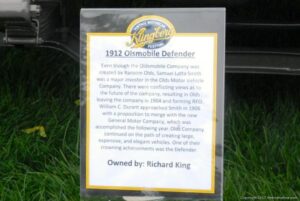 Klingberg
1912 Olsmobile Defender
Even though the Oldsmobile Company was
created by Ransom Olds, Samuel Latta Smith
was a major investor in the Olds Motor Vehicle
Company. There were conflicting views as to
the future of the company, resulting in Olds
leaving the company in 1904 and forming REO.
William C. Durant approached Smith in 1908
with a proposition to merge with the new
General Motor Company, which was
accomplished the following year. Olds Company
continued on the path of creating large,
expensive, and elegant vehicles. One of their
crowning achievements was the Defender.
Owned by: Richard King